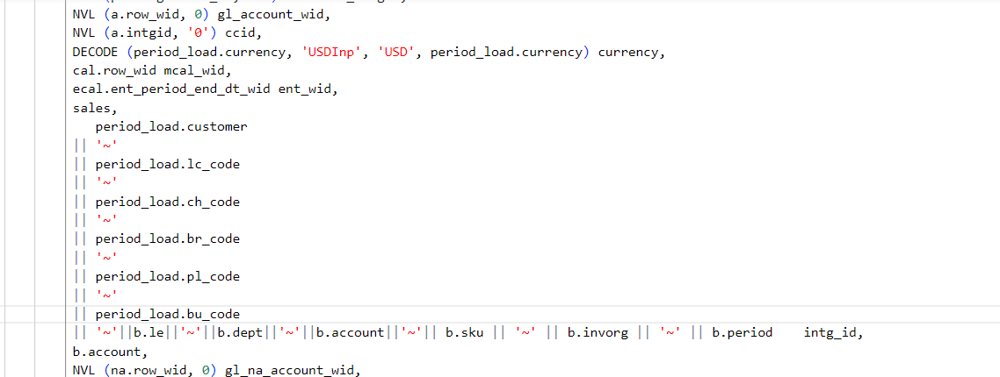 NVL (a.row_wid, 0) gl_account_wid,
NVL (a.intgid, '0') ccid,
DECODE (period_load.currency, 'USDInp', 'USD', period_load.currency) currency,
cal.row_wid mcal_wid,
ecal.ent_period_end_dt_wid ent_wid,
sales,
period_load.customer
|| '~'
|| period_load.lc_code
|| '~'
|| period_load.ch_code
|| '~'
|| period_load.br_code
|| '~'
|| period_load.pl_code
|| '~'
|| period_load.bu_code
|| '~'||b.le||'~'||b.dept||'~'||b.account||'~'|| b.sku || '~' || b.invorg || '~' || b.period    intg_id,
b.account,
NVL (na.row_wid, 0) gl_na_account_wid,